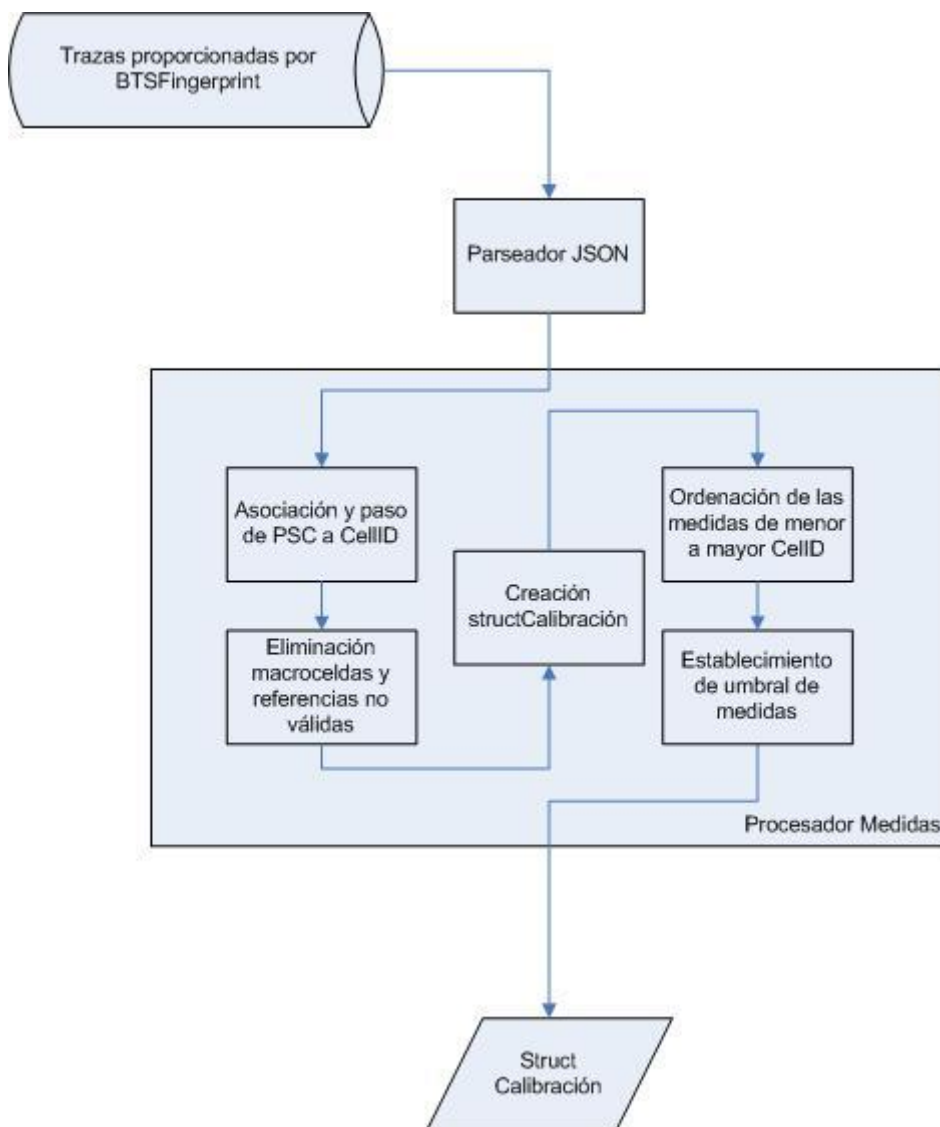 Trazas proporcionadas por
BTSFingerprint
Parseador JSON
Asociación y paso
de PSC a CellID
Eliminación
macroceldas y
referencias no
válidas
Creación
structCalibración
Ordenación de las
medidas de menor
a mayor CellID
Establecimiento
de umbral de
medidas
Procesador Medidas
Struct
Calibración